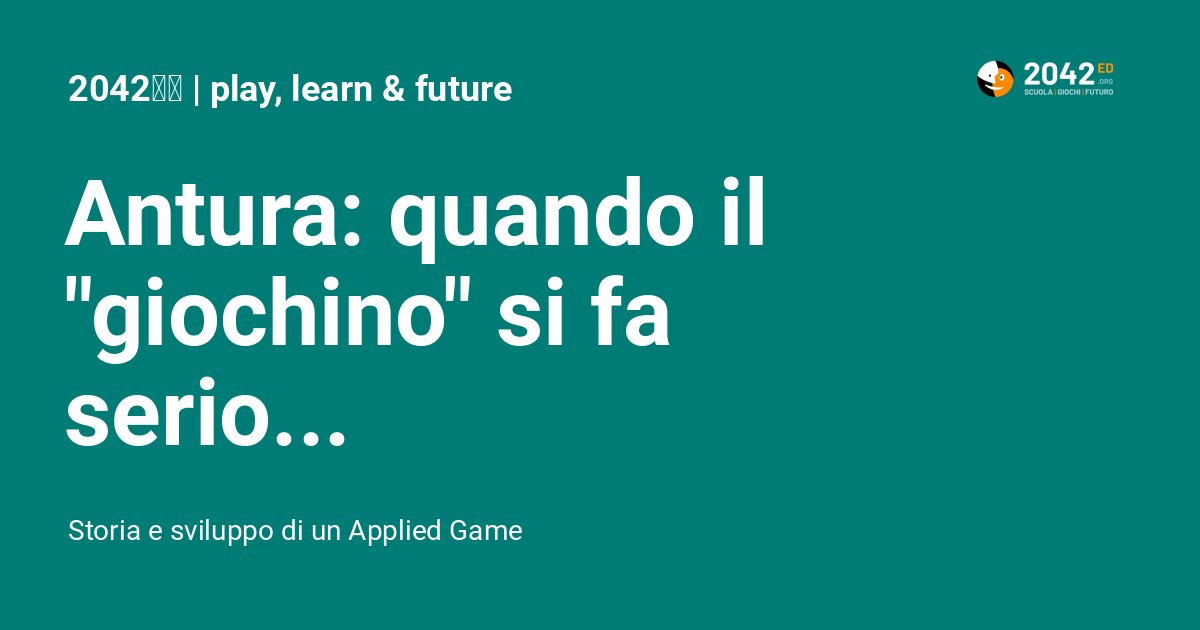 2042 | play, learn & future
2042 ED
.ORG
SCUOLA | GIOCHI | FUTURO
Antura: quando il
"giochino" si fa
serio...
Storia e sviluppo di un Applied Game